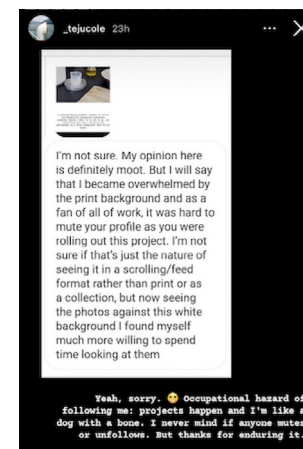 _tejucole 23h
I'm not sure. My opinion here
is definitely moot. But I will say
that I became overwhelmed by
the print background and as a
fan of all of work, it was hard to
mute your profile as you were
rolling out this project. I'm not
sure if that's just the nature of
seeing it in a scrolling/feed
format rather than print or as
a collection, but now seeing
the photos against this white
background I found myself
much more willing to spend
time looking at them
Yeah, sorry. 😬 Occupational hazard of
following me: projects happen and I'm like a
dog with a bone. I never mind if anyone mutes
or unfollows. But thanks for enduring it.